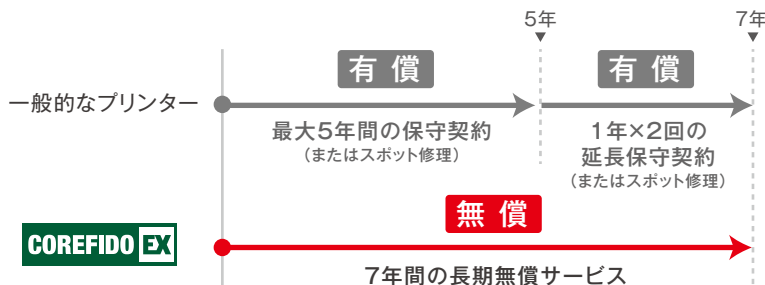 5年
7年
有償
有償
一般的なプリンター
最大5年間の保守契約
（またはスポット修理）
1年×2回の
延長保守契約
（またはスポット修理）
無償
COREFIDO EX
7年間の長期無償サービス